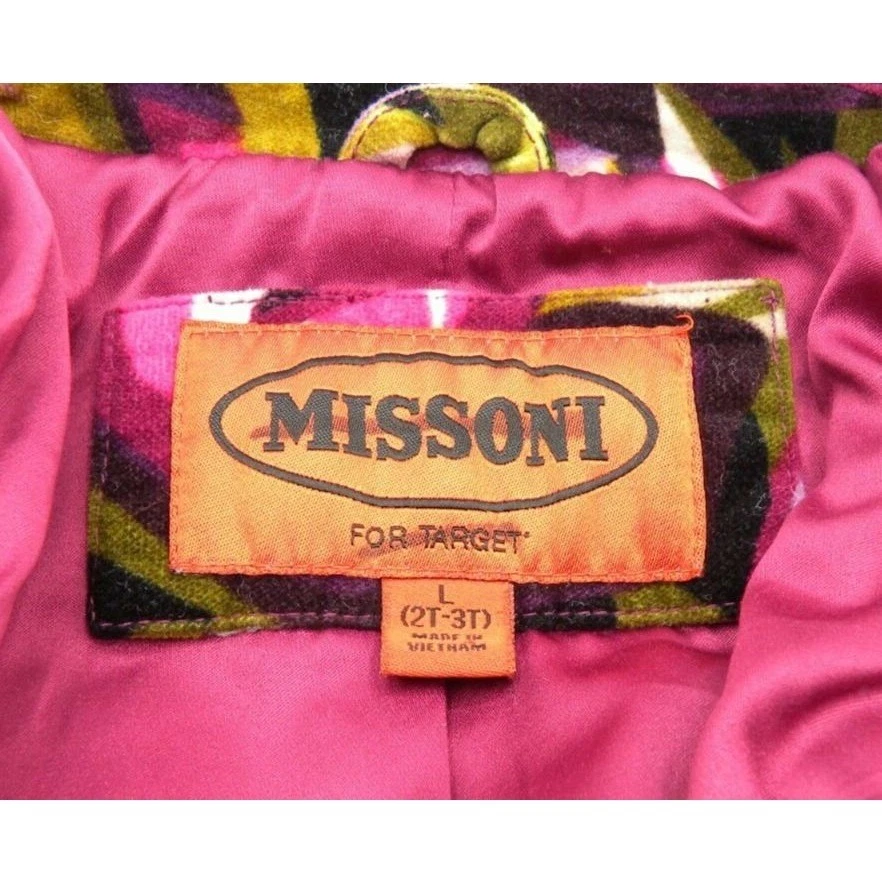 MISSONI
FOR TARGET
L
(2T-3T)
MADE IN
VIETNAM